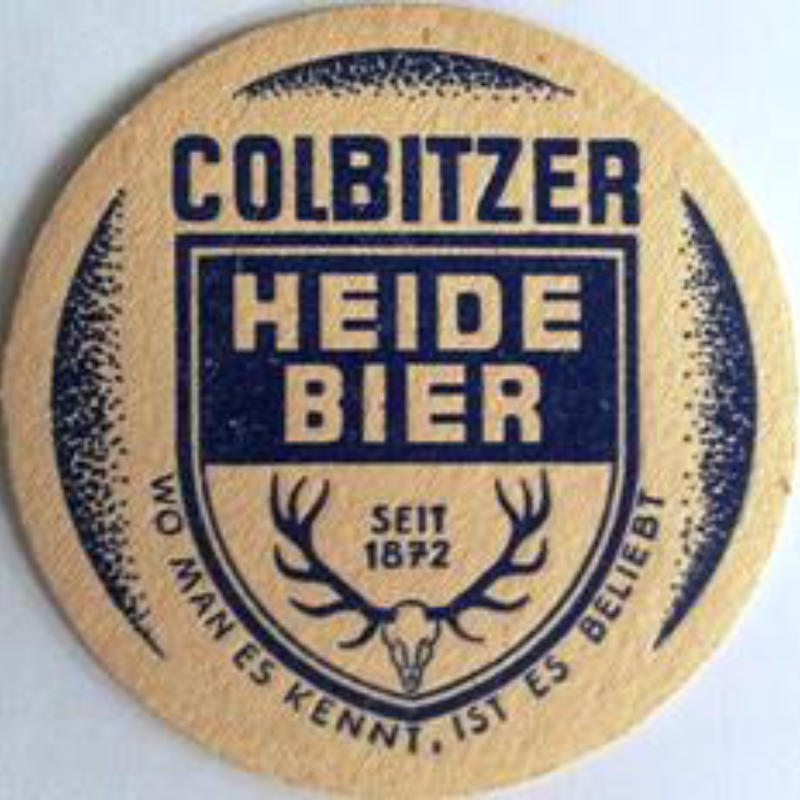 COLBITZER
HEIDE
BIER
SEIT
1872
WO MAN ES KENNT, IST ES BELIEBT